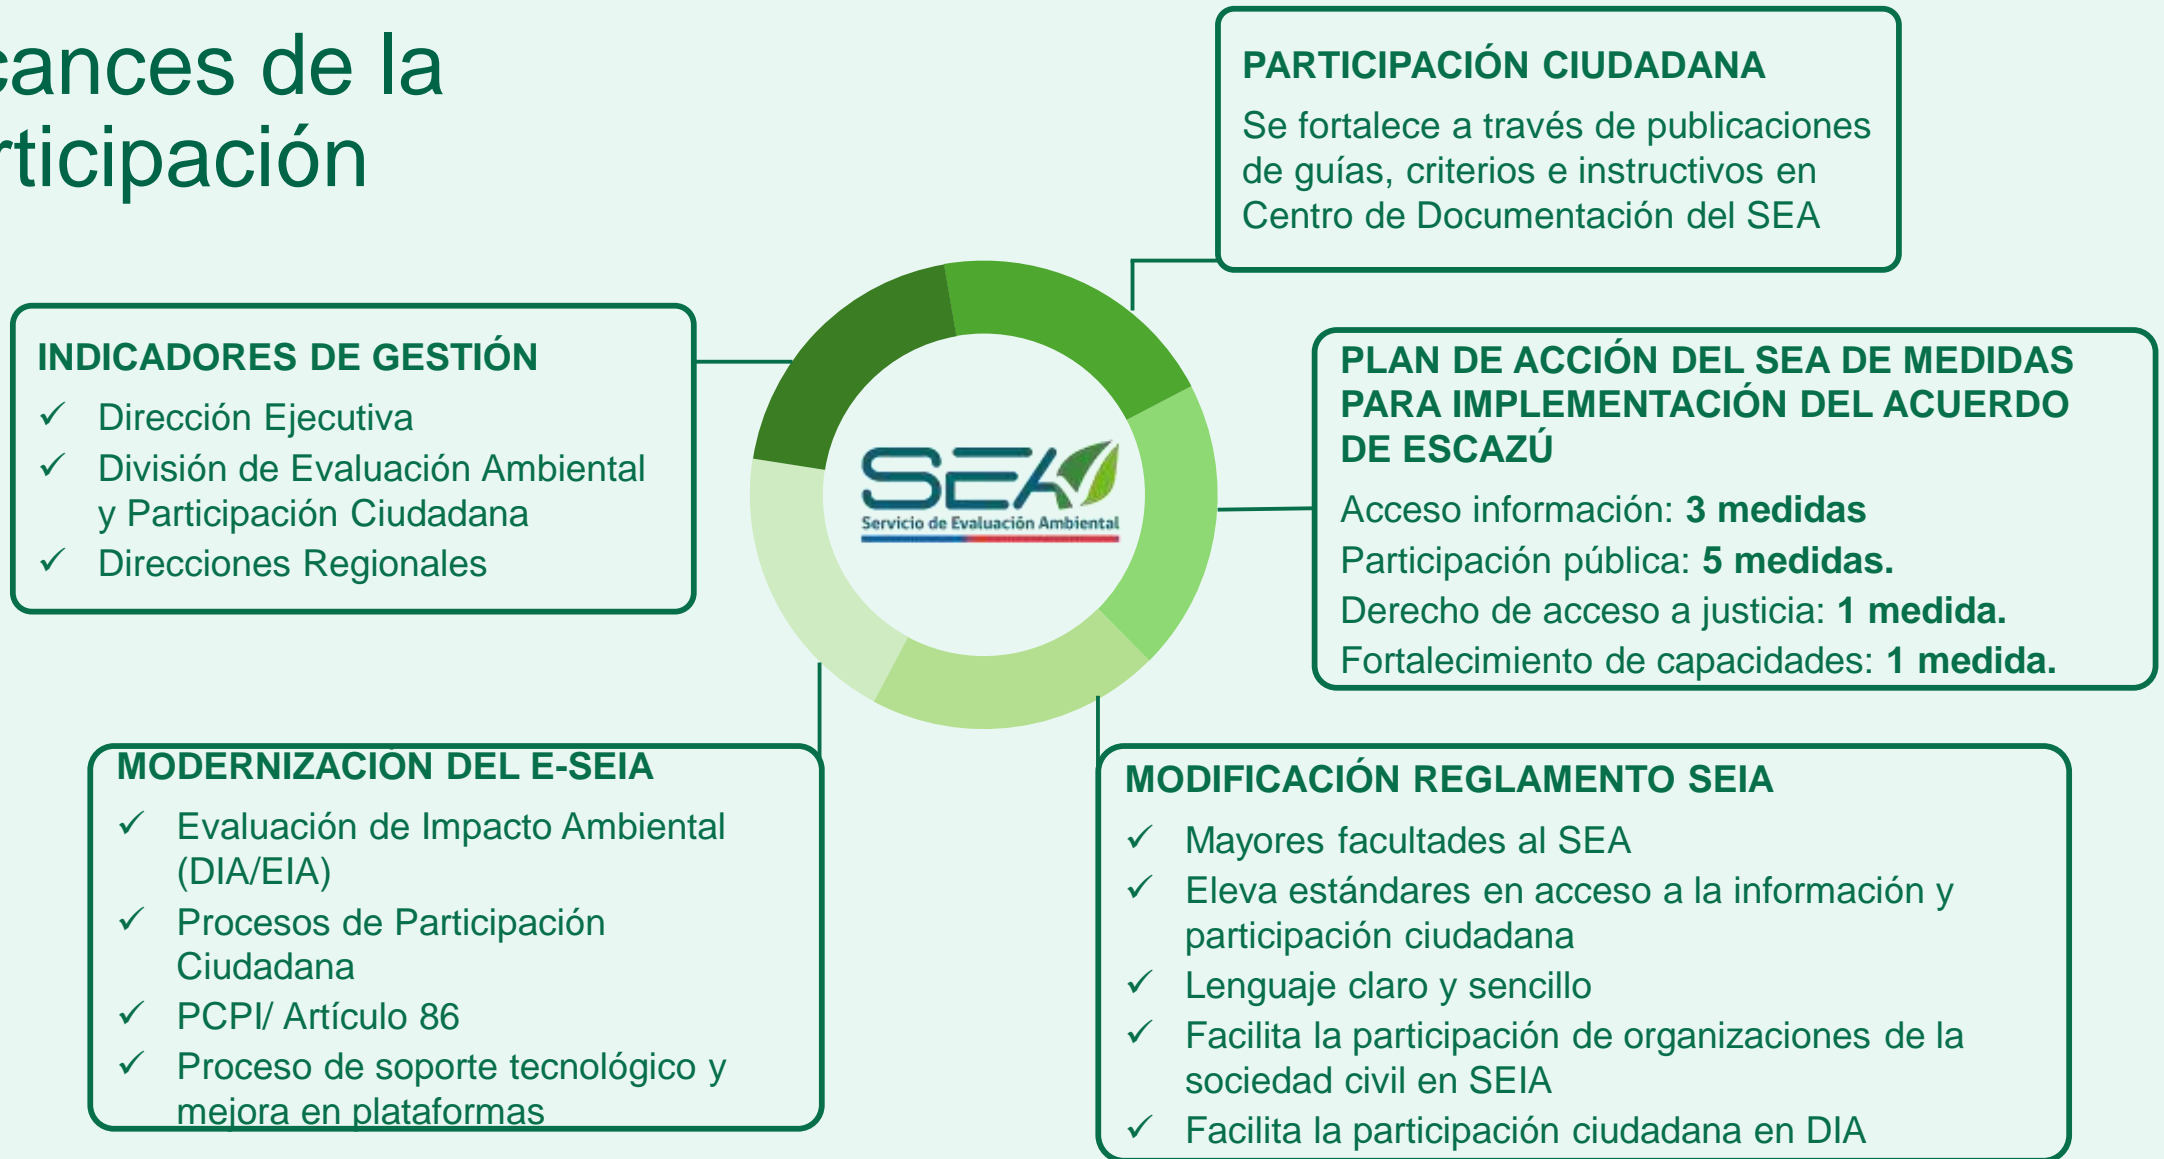 cances de la
rticipación
PARTICIPACIÓN CIUDADANA
Se fortalece a través de publicaciones
de guías, criterios e instructivos en
Centro de Documentación del SEA
INDICADORES DE GESTIÓN
✓ Dirección Ejecutiva
✓ División de Evaluación Ambiental
y Participación Ciudadana
✓ Direcciones Regionales
SEA
Servicio de Evaluación Ambiental
PLAN DE ACCIÓN DEL SEA DE MEDIDAS
PARA IMPLEMENTACIÓN DEL ACUERDO
DE ESCAZÚ
Acceso información: 3 medidas
Participación pública: 5 medidas.
Derecho de acceso a justicia: 1 medida.
Fortalecimiento de capacidades: 1 medida.
MODERNIZACIÓN DEL E-SEIA
✓ Evaluación de Impacto Ambiental
(DIA/EIA)
✓ Procesos de Participación
Ciudadana
✓ PCPI/ Artículo 86
✓ Proceso de soporte tecnológico y
mejora en plataformas
MODIFICACIÓN REGLAMENTO SEIA
✓ Mayores facultades al SEA
✓ Eleva estándares en acceso a la información y
participación ciudadana
✓ Lenguaje claro y sencillo
✓ Facilita la participación de organizaciones de la
sociedad civil en SEIA
✓ Facilita la participación ciudadana en DIA